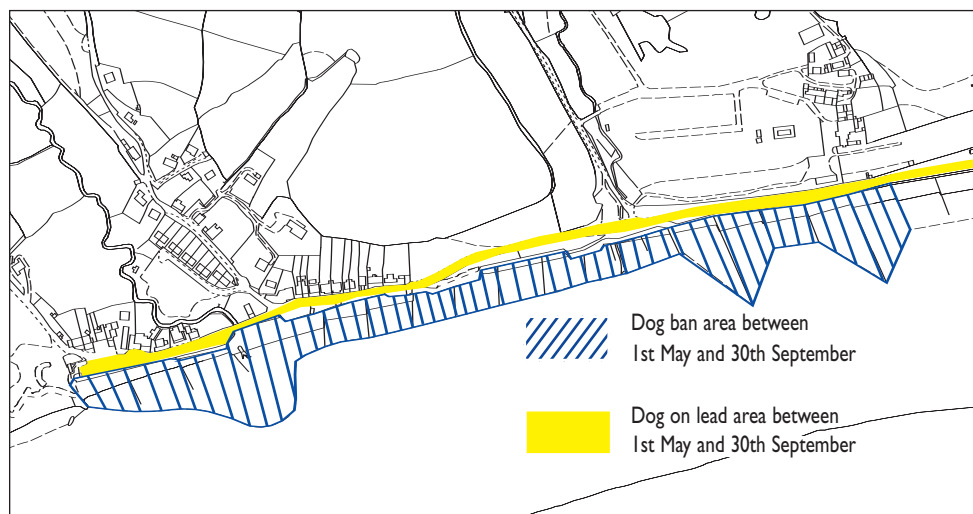 Dog ban area between
1st May and 30th September
Dog on lead area between
1st May and 30th September